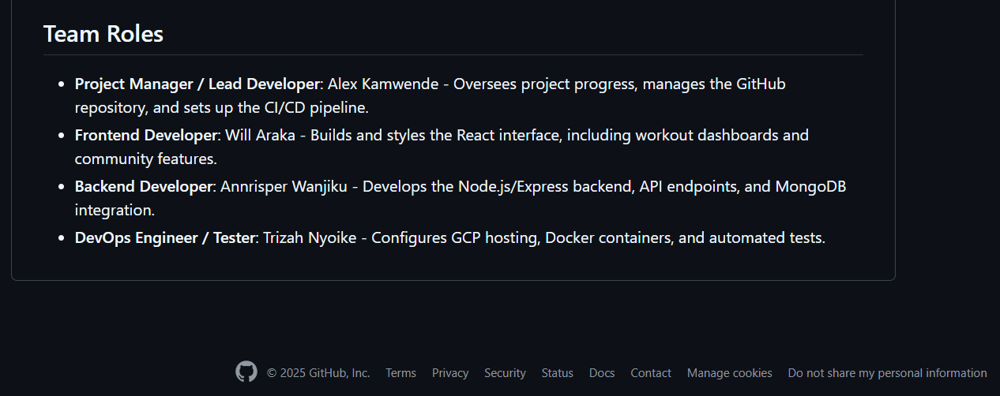 Team Roles
Project Manager / Lead Developer: Alex Kamwende - Oversees project progress, manages the GitHub
repository, and sets up the CI/CD pipeline.
Frontend Developer: Will Araka - Builds and styles the React interface, including workout dashboards and
community features.
Backend Developer: Annrisper Wanjiku - Develops the Node.js/Express backend, API endpoints, and MongoDB
integration.
DevOps Engineer / Tester: Trizah Nyoike - Configures GCP hosting, Docker containers, and automated tests.
© 2025 GitHub, Inc. Terms Privacy Security Status Docs Contact Manage cookies Do not share my personal information